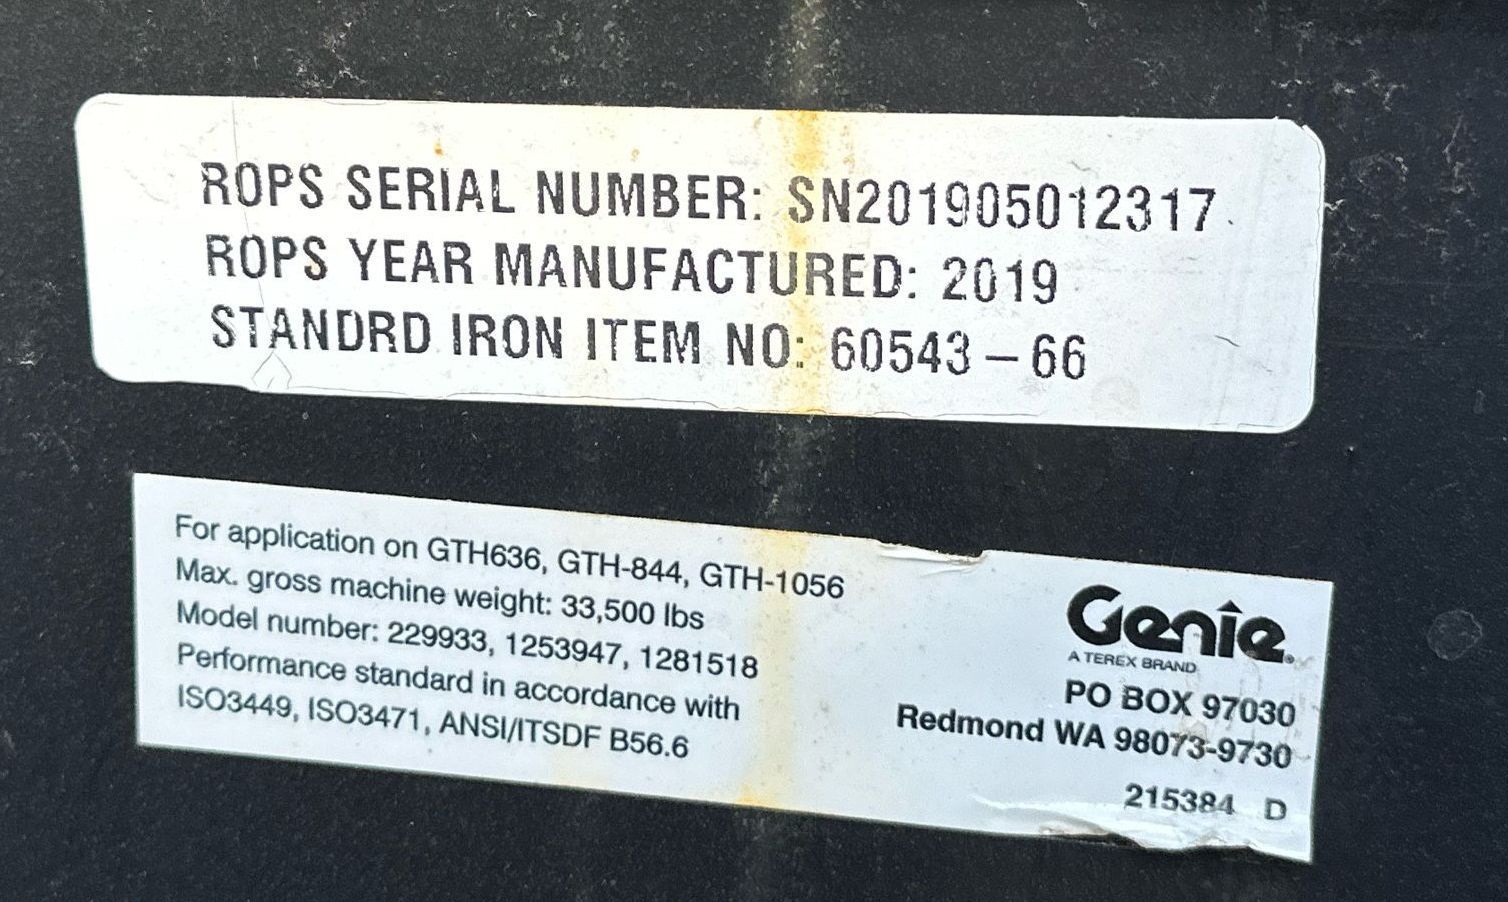 ROPS SERIAL NUMBER: SN201905012317
ROPS YEAR MANUFACTURED: 2019
STANDRD IRON ITEM NO: 60543-66
For application on GTH636, GTH-844, GTH-1056
Max. gross machine weight: 33,500 lbs
Model number: 229933, 1253947, 1281518
Performance standard in accordance with
ISO3449, ISO3471, ANSI/ITSDF B56.6
Genie
A TEREX BRAND
PO BOX 97030
Redmond WA 98073-9730
215384 D